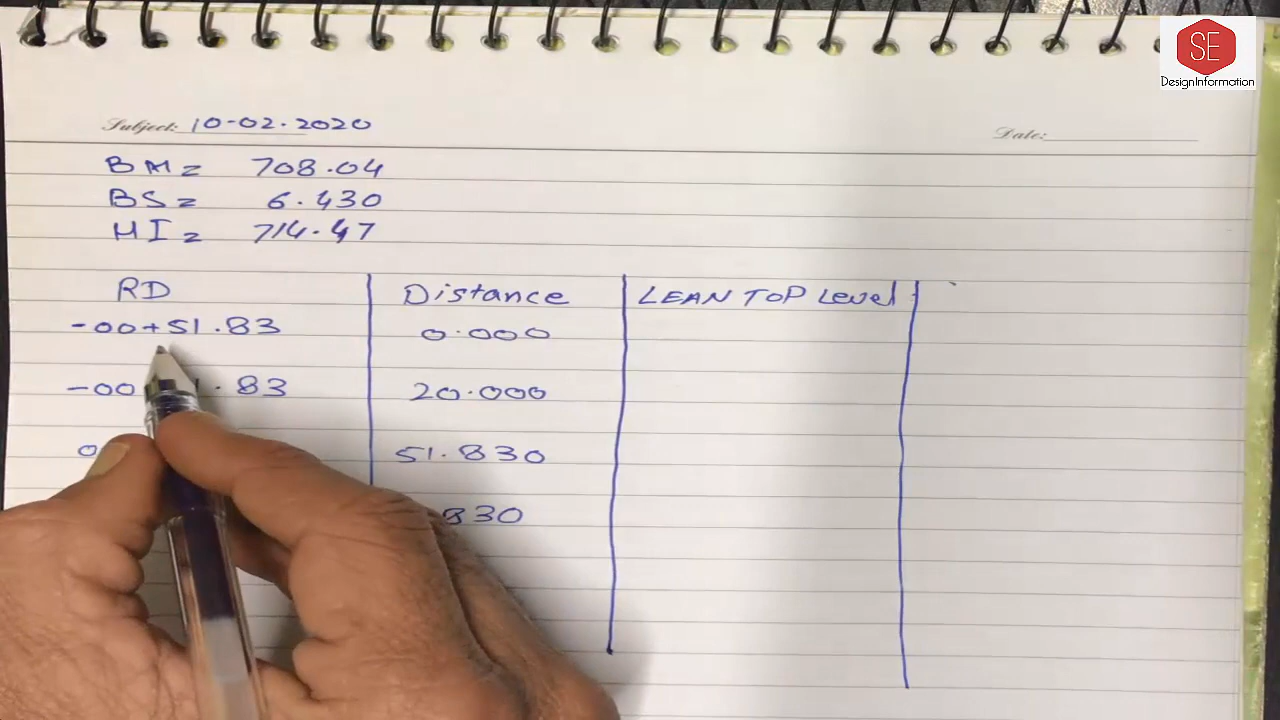 SE
DesignInformation
Subject: 10-02.2020
Date:
BM= 708.04
BS= 6.430
HI= 714.47
RD Distance LEAN TOP Level
-00+51.83 0.000
-00 .83 20.000
0 51.830
830